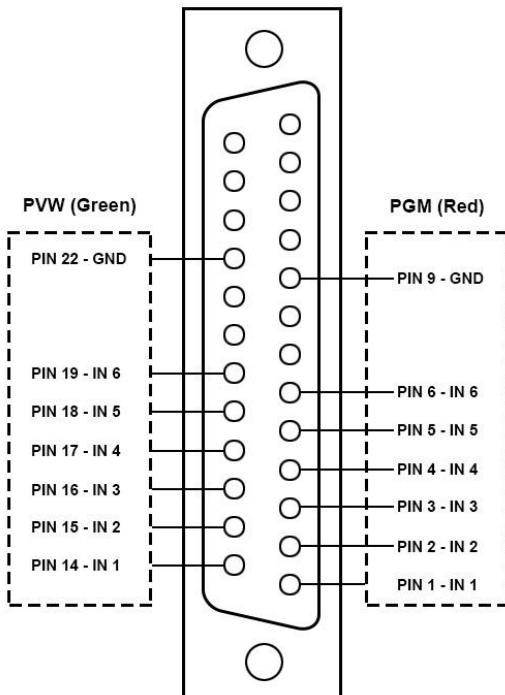 PVW (Green)
PIN 22 - GND
PIN 19 - IN 6
PIN 18 - IN 5
PIN 17 - IN 4
PIN 16 - IN 3
PIN 15 - IN 2
PIN 14 - IN 1
PGM (Red)
PIN 9 - GND
PIN 6 - IN 6
PIN 5 - IN 5
PIN 4 - IN 4
PIN 3 - IN 3
PIN 2 - IN 2
PIN 1 - IN 1